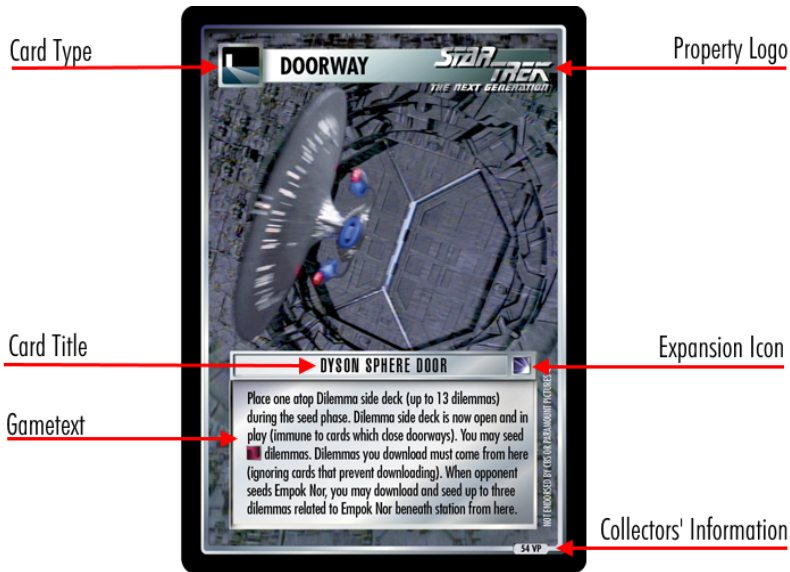 Card Type
DOORWAY
STAR TREK
THE NEXT GENERATION
Property Logo
Card Title
DYSON SPHERE DOOR
Expansion Icon
Gametext
Place one atop Dilemma side deck (up to 13 dilemmas)
during the seed phase. Dilemma side deck is now open and in
play (immune to cards which close doorways). You may seed
dilemmas. Dilemmas you download must come from here
(ignoring cards that prevent downloading). When opponent
seeds Empok Nor, you may download and seed up to three
dilemmas related to Empok Nor beneath station from here.
NOT ENDORSED BY CBS OR PARAMOUNT PICTURES
Collectors' Information
54 VP